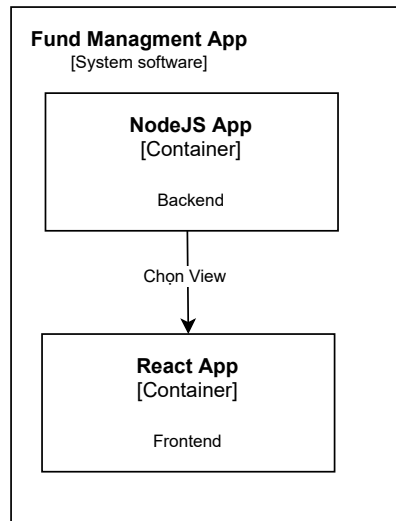 Fund Managment App
[System software]
NodeJS App
[Container]
Backend
Chọn View
React App
[Container]
Frontend